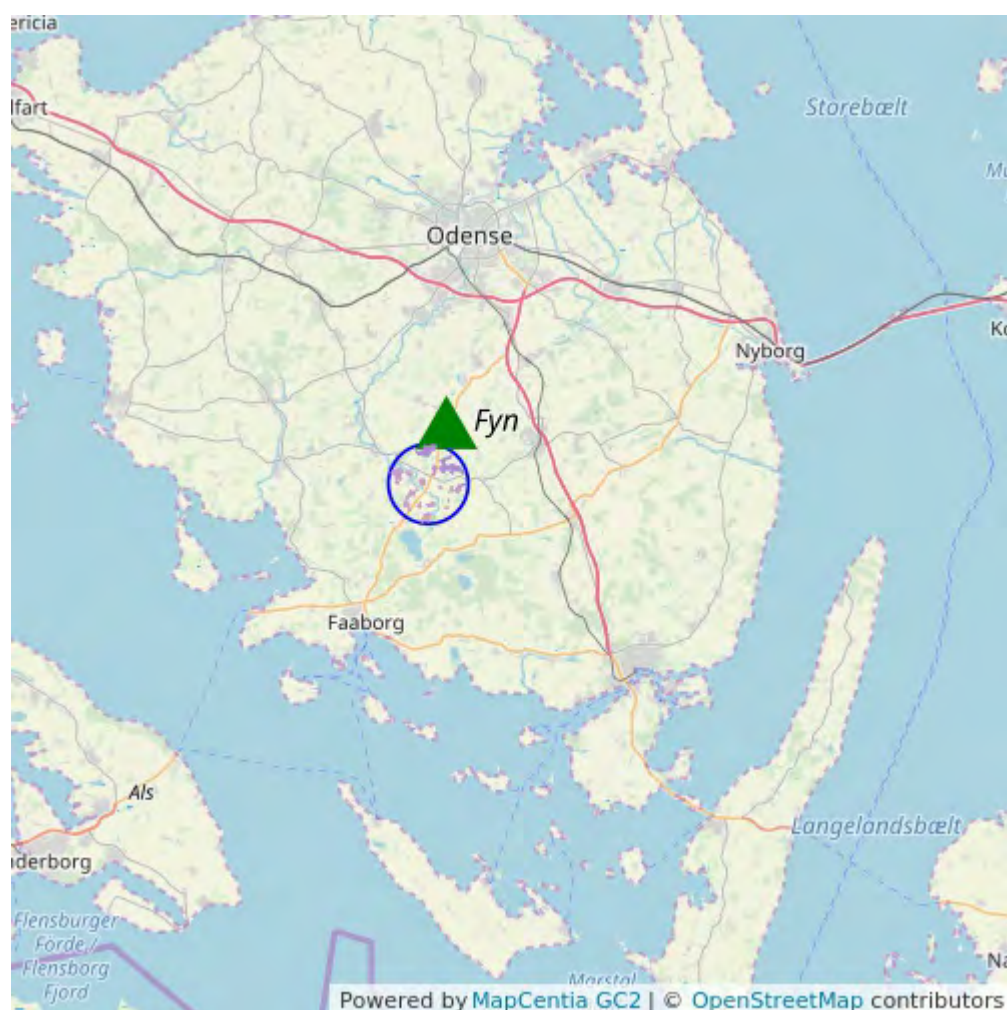 ericia
lfart
Storebælt
Odense
Nyborg
Fyn
Faaborg
Als
Langelandsbælt
nderborg
Flensburger
Förde /
Flensborg
Fjord
Marstal
Powered by MapCentia GC2 | © OpenStreetMap contributors